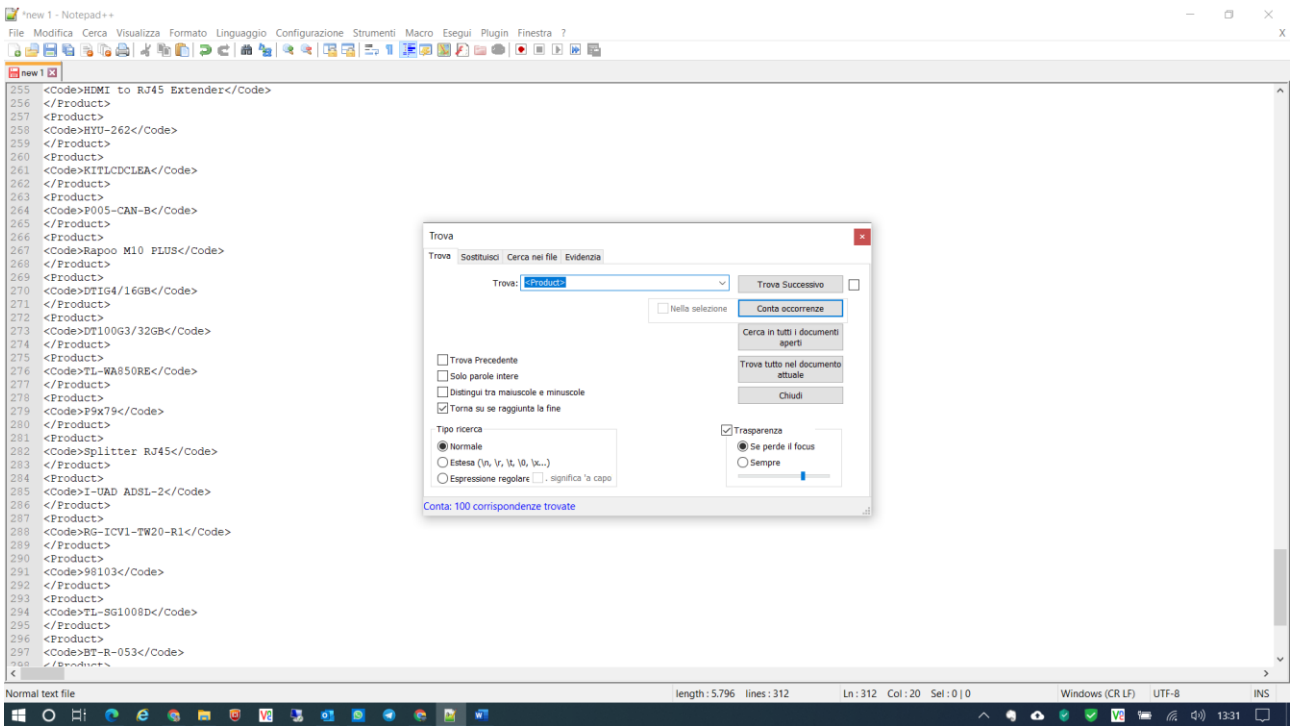 *new 1 - Notepad++
File Modifica Cerca Visualizza Formato Linguaggio Configurazione Strumenti Macro Esegui Plugin Finestra ? X
new 1
255 <Code>HDMI to RJ45 Extender</Code>
256 </Product>
257 <Product>
258 <Code>HYU-262</Code>
259 </Product>
260 <Product>
261 <Code>KITLCDCLEA</Code>
262 </Product>
263 <Product>
264 <Code>P005-CAN-B</Code>
265 </Product>
266 <Product>
267 <Code>Rapoo M10 PLUS</Code>
268 </Product>
269 <Product>
270 <Code>DTIG4/16GB</Code>
271 </Product>
272 <Product>
273 <Code>DT100G3/32GB</Code>
274 </Product>
275 <Product>
276 <Code>TL-WA850RE</Code>
277 </Product>
278 <Product>
279 <Code>P9x79</Code>
280 </Product>
281 <Product>
282 <Code>Splitter RJ45</Code>
283 </Product>
284 <Product>
285 <Code>I-UAD ADSL-2</Code>
286 </Product>
287 <Product>
288 <Code>RG-ICV1-TW20-R1</Code>
289 </Product>
290 <Product>
291 <Code>98103</Code>
292 </Product>
293 <Product>
294 <Code>TL-SG1008D</Code>
295 </Product>
296 <Product>
297 <Code>BT-R-053</Code>
298 </Product>
Trova
Trova Sostituisci Cerca nei file Evidenzia
Trova: <Product> Trova Successivo
Nella selezione Conta occorrenze
Cerca in tutti i documenti
aperti
Trova Precedente
Trova tutto nel documento
attuale
Solo parole intere
Distingui tra maiuscole e minuscole
Chiudi
Torna su se raggiunta la fine
Tipo ricerca
Trasparenza
Normale
Se perde il focus
Estesa (\n, \r, \t, \0, \x...)
Sempre
Espressione regolare . significa 'a capo
Conta: 100 corrispondenze trovate
Normal text file length : 5.796 lines : 312 Ln : 312 Col : 20 Sel : 0 | 0 Windows (CR LF) UTF-8 INS
13:31